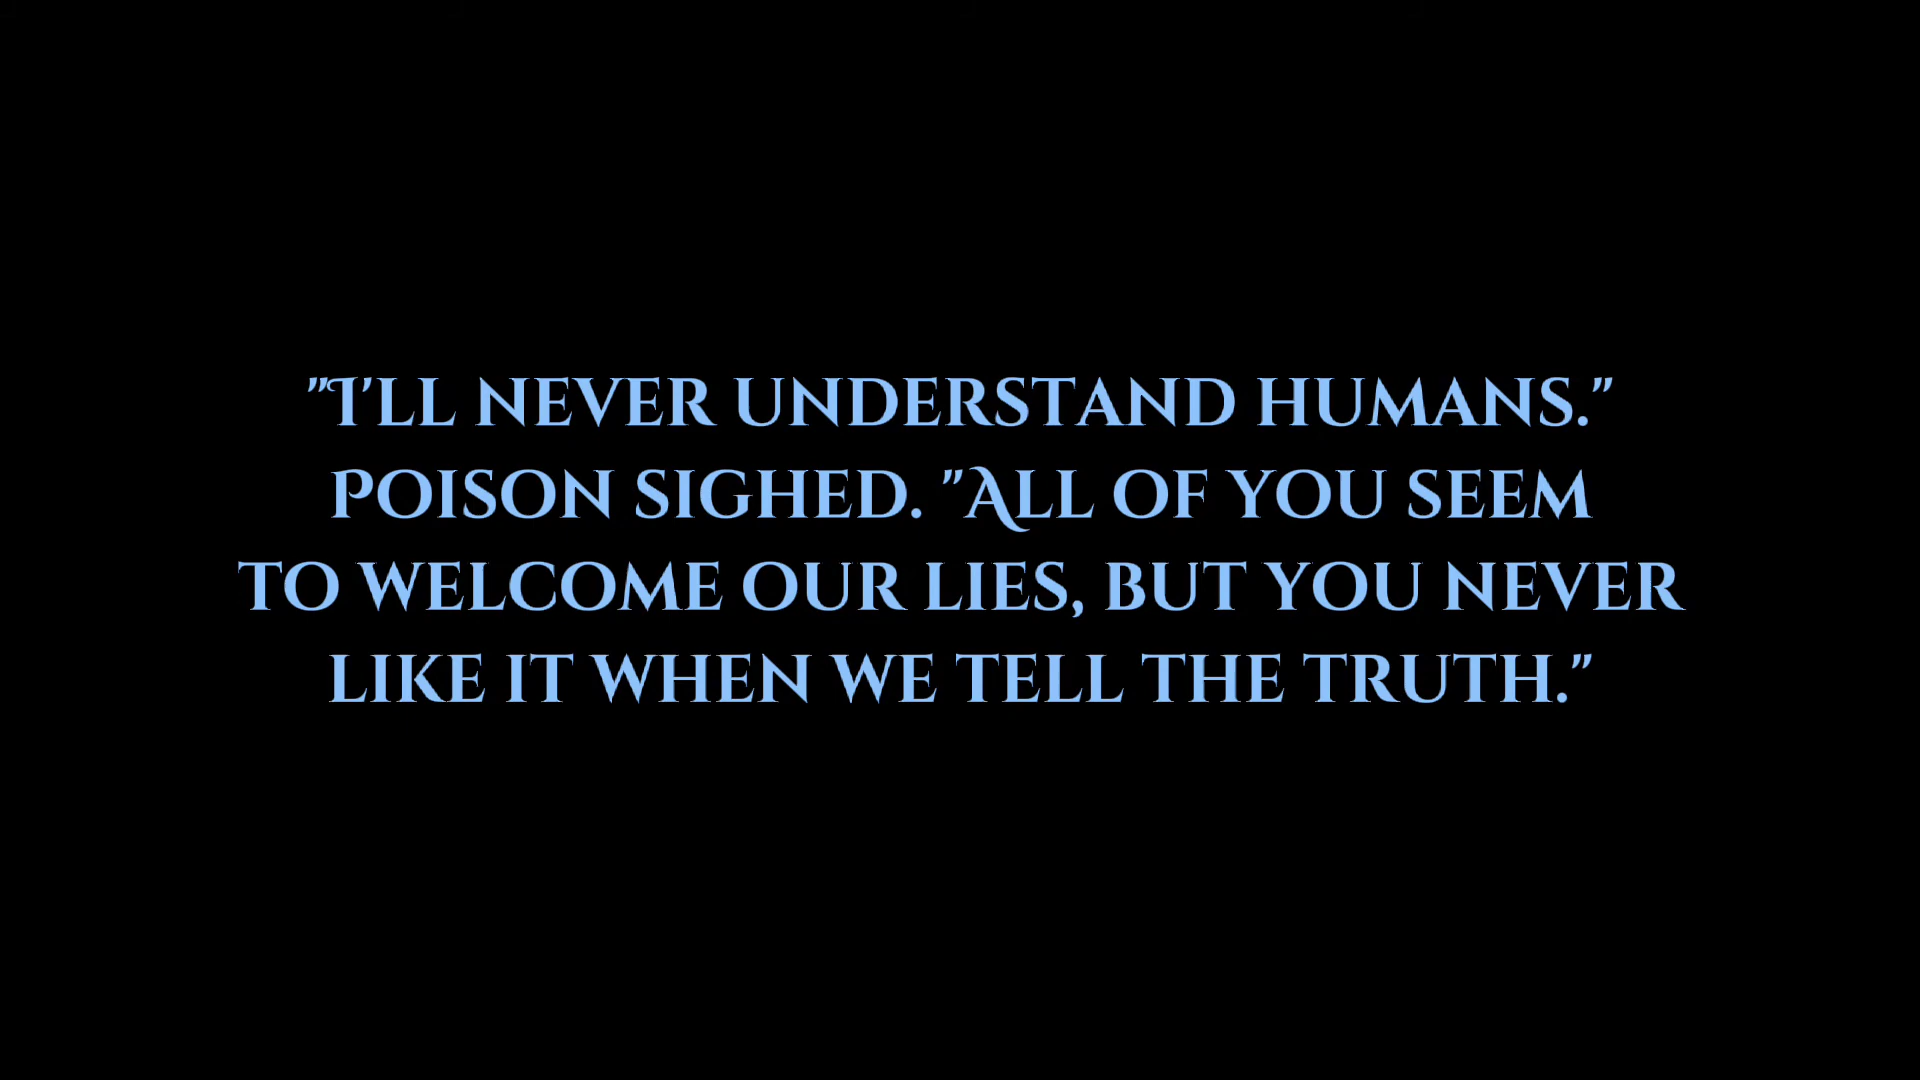 "I'll never understand humans."
Poison sighed. "All of you seem
to welcome our lies, but you never
like it when we tell the truth."